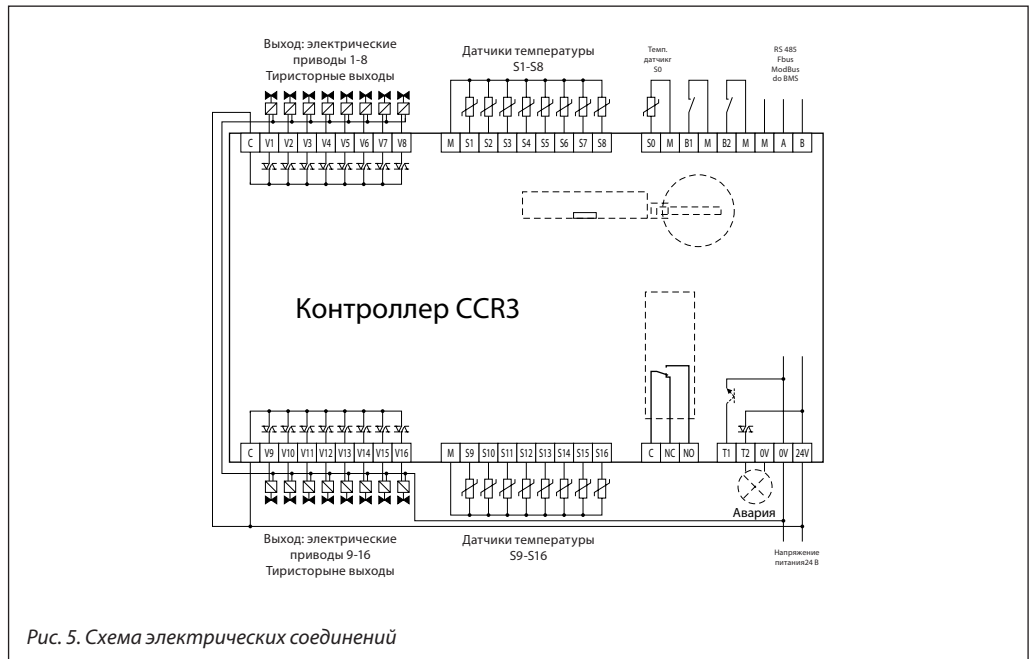 Выход: электрические
приводы 1-8
Тиристорные выходы
Датчики температуры
S1-S8
Темп.
датчикг
S0
RS 485
Fbus
ModBus
do BMS
C V1 V2 V3 V4 V5 V6 V7 V8
M S1 S2 S3 S4 S5 S6 S7 S8
S0 M B1 M B2 M M A B
Контроллер CCR3
C V9 V10 V11 V12 V13 V14 V15 V16
M S9 S10 S11 S12 S13 S14 S15 S16
C NC NO
T1 T2 0V 0V 24V
Авария
Выход: электрические
приводы 9-16
Тиристорыне выходы
Датчики температуры
S9-S16
Напряжение
питания24 В
Рис. 5. Схема электрических соединений